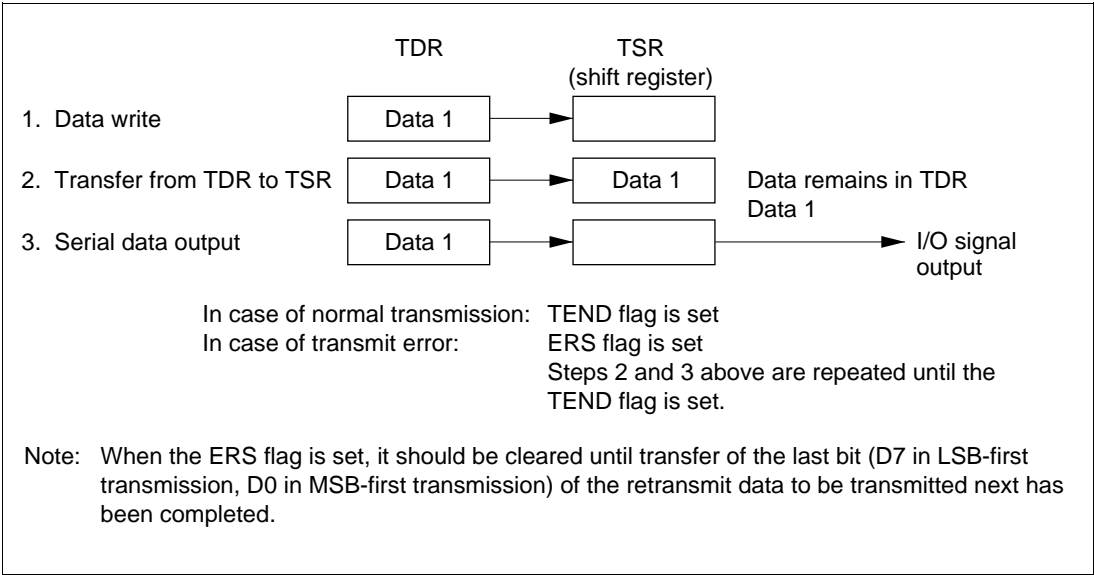 TDR TSR
(shift register)
1. Data write Data 1
2. Transfer from TDR to TSR Data 1 Data 1 Data remains in TDR
Data 1
3. Serial data output Data 1 I/O signal
output
In case of normal transmission: TEND flag is set
In case of transmit error: ERS flag is set
Steps 2 and 3 above are repeated until the
TEND flag is set.
Note: When the ERS flag is set, it should be cleared until transfer of the last bit (D7 in LSB-first
transmission, D0 in MSB-first transmission) of the retransmit data to be transmitted next has
been completed.